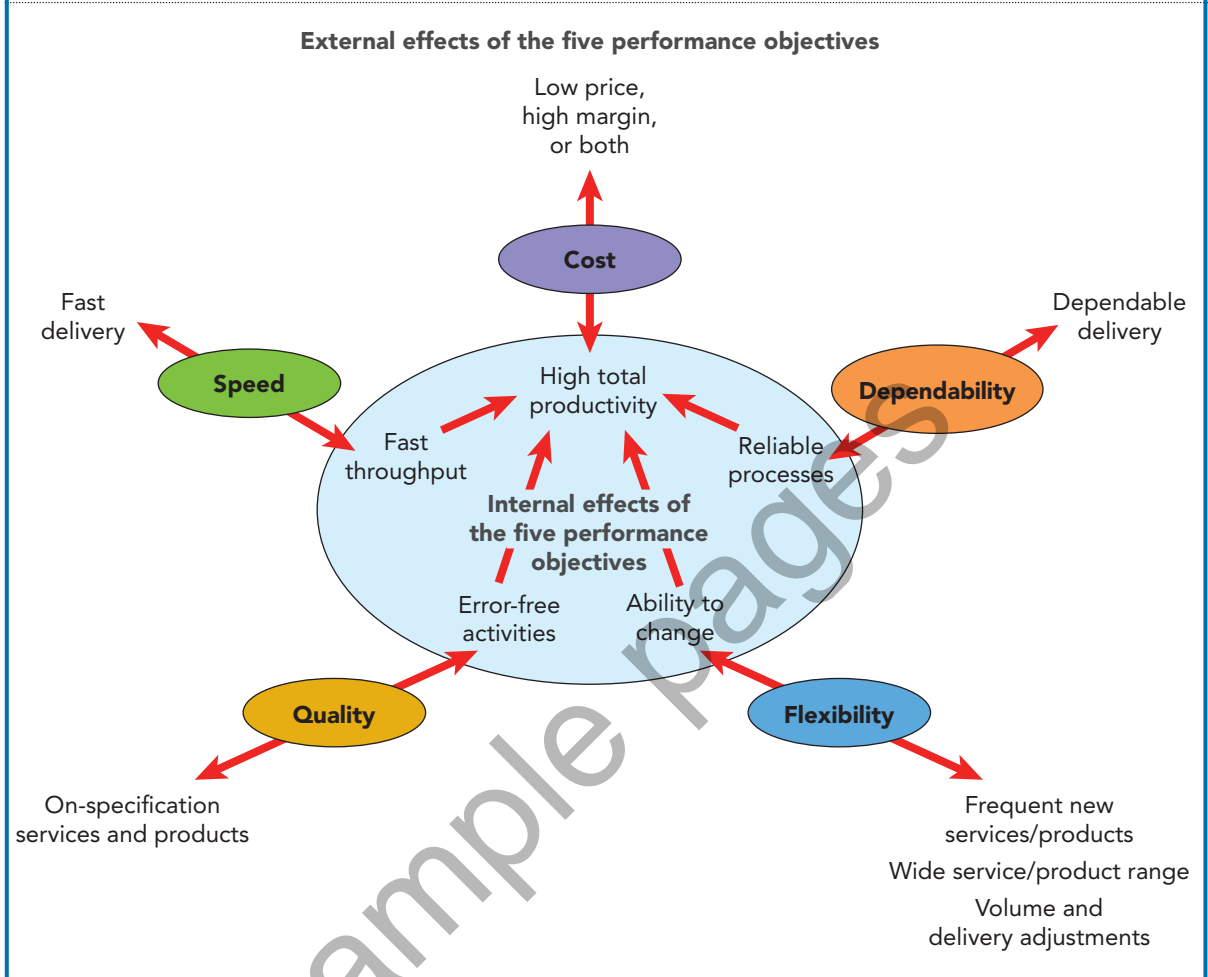 External effects of the five performance objectives
Low price,
high margin,
or both
Cost
Fast
delivery
Dependable
delivery
Speed
Dependability
High total
productivity
Fast
throughput
Reliable
processes
Internal effects of
the five performance
objectives
Error-free
activities
Ability to
change
Quality
Flexibility
On-specification
services and products
Frequent new
services/products
Wide service/product range
Volume and
delivery adjustments
ample pages